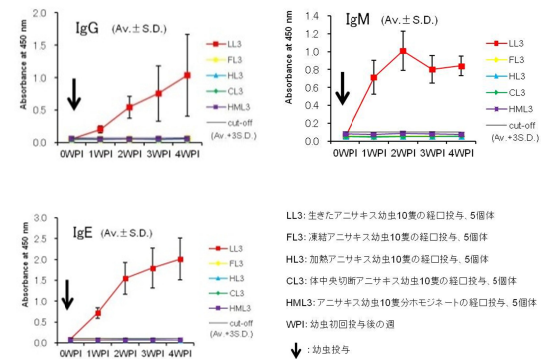 IgG (Av.±S.D.)
Absorbance at 450 nm
2.0
1.5
1.0
0.5
0.0
0WPI 1WPI 2WPI 3WPI 4WPI
LL3
FL3
HL3
CL3
HML3
cut-off
(Av.+3S.D.)
IgM (Av.±S.D.)
Absorbance at 450 nm
1.4
1.2
1.0
0.8
0.6
0.4
0.2
0
0WPI 1WPI 2WPI 3WPI 4WPI
LL3
FL3
HL3
CL3
HML3
cut-off
(Av.+3S.D.)
IgE (Av.±S.D.)
Absorbance at 450 nm
3.0
2.5
2.0
1.5
1.0
0.5
0.0
0WPI 1WPI 2WPI 3WPI 4WPI
LL3
FL3
HL3
CL3
HML3
cut-off
(Av.+3S.D.)
LL3: 生きたアニサキス幼虫10隻の経口投与、5個体
FL3: 凍結アニサキス幼虫10隻の経口投与、5個体
HL3: 加熱アニサキス幼虫10隻の経口投与、5個体
CL3: 体中央切断アニサキス幼虫10隻の経口投与、5個体
HML3: アニサキス幼虫10隻分ホモジネートの経口投与、5個体
WPI: 幼虫初回投与後の週
: 幼虫投与